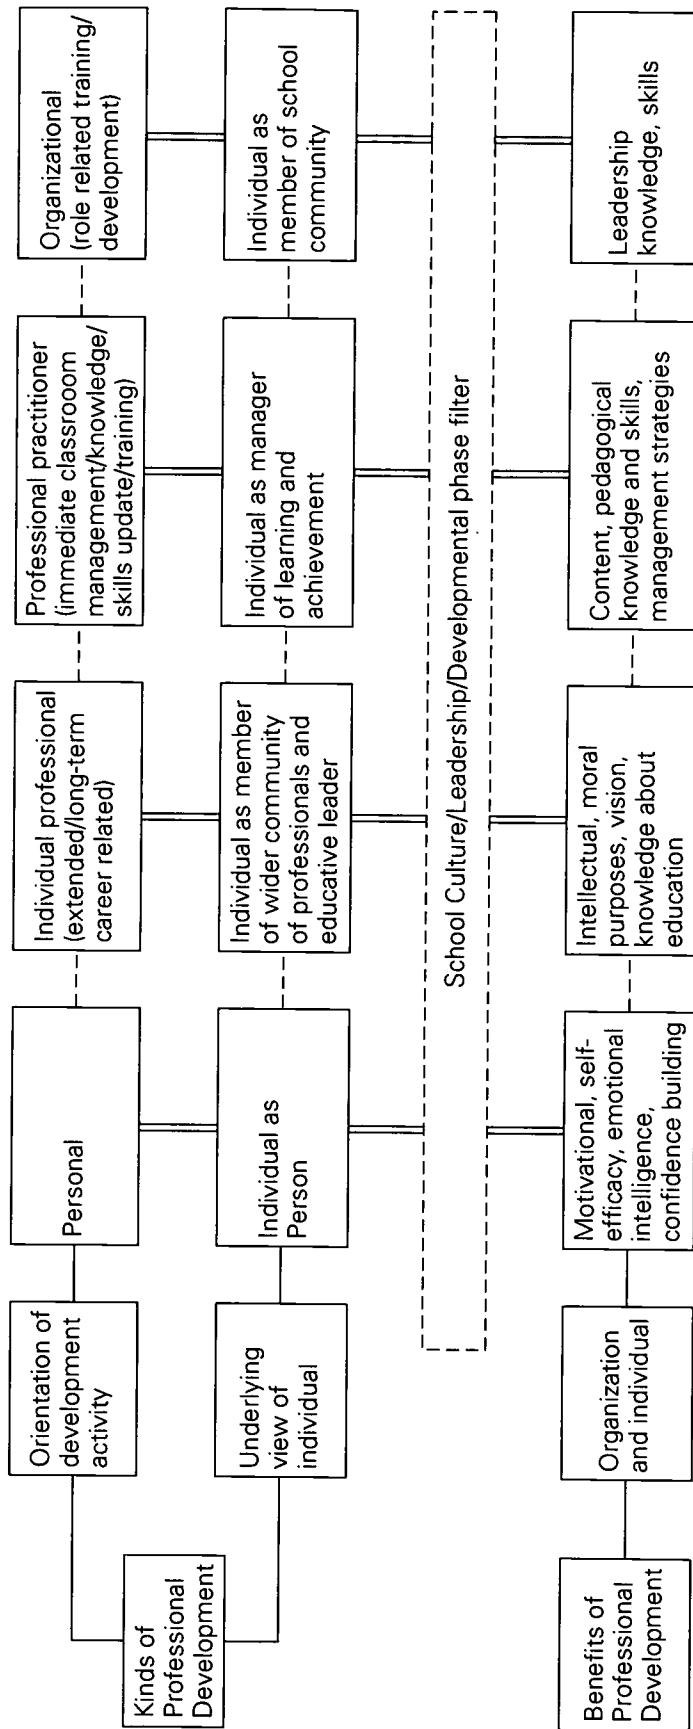 Kinds of
Professional
Development
Orientation of
development
activity
Personal
Individual professional
(extended/long-term
career related)
Professional practitioner
(immediate classrooom
management/knowledge/
skills update/training)
Organizational
(role related training/
development)
Underlying
view of
individual
Individual as
Person
Individual as member
of wider community
of professionals and
educative leader
Individual as manager
of learning and
achievement
Individual as
member of school
community
School Culture/Leadership/Developmental phase filter
Benefits of
Professional
Development
Organization
and individual
Motivational, self-
efficacy, emotional
intelligence,
confidence building
Intellectual, moral
purposes, vision,
knowledge about
education
Content, pedagogical
knowledge and skills,
management strategies
Leadership
knowledge, skills